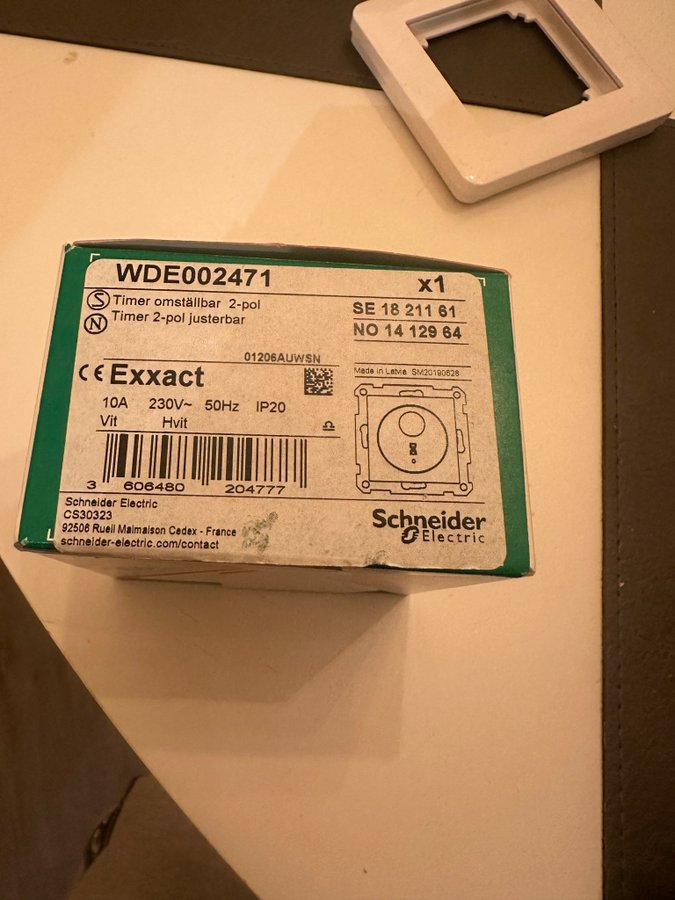 WDE002471 x1
S Timer omställbar 2-pol
N Timer 2-pol justerbar
SE 18 211 61
NO 14 129 64
01206AUWSN
CE Exxact
Made in Latvia SM20190828
10A 230V~ 50Hz IP20
Vit Hvit
3 606480 204777
Schneider Electric
CS30323
92506 Rueil Malmaison Cedex - France
schneider-electric.com/contact
Schneider
Electric